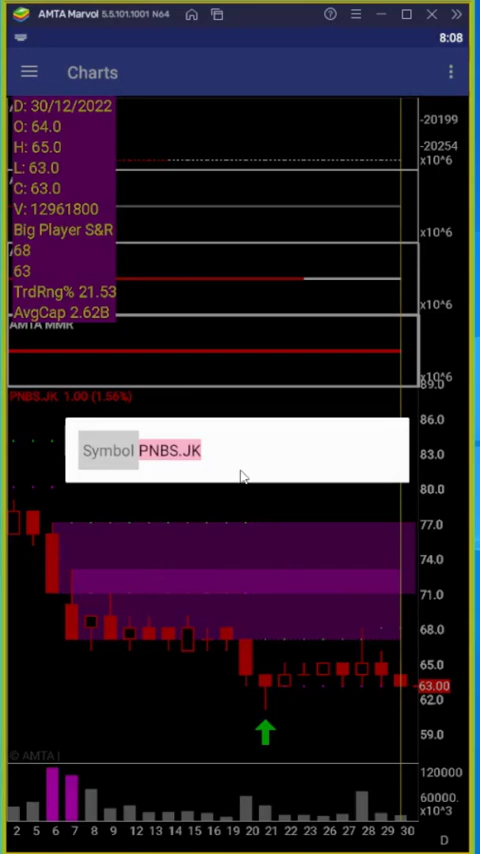 AMTA Marvol 5.5.101.1001 N64
8:08
Charts
D: 30/12/2022
O: 64.0
H: 65.0
L: 63.0
C: 63.0
V: 12961800
Big Player S&R
68
63
TrdRng% 21.53
AvgCap 2.62B
-20199
-20254
x10^6
x10^6
x10^6
AMTA MMR
x10^6
89.0
PNBS.JK 1.00 (1.56%)
86.0
Symbol PNBS.JK
83.0
80.0
77.0
74.0
71.0
68.0
65.0
63.00
62.0
59.0
© AMTA |
120000
60000.
x10^3
2 5 6 7 8 9 12 13 14 15 16 19 20 21 22 23 26 27 28 29 30
D